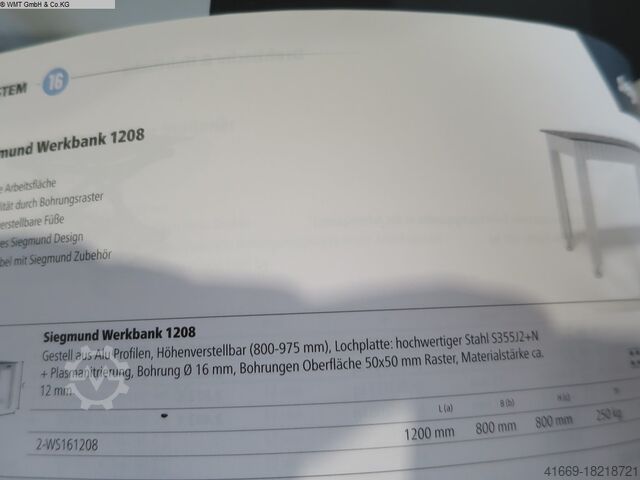 © WMT GmbH & Co.KG
STEM 16
mund Werkbank 1208
e Arbeitsfläche
ität durch Bohrungsraster
erstellbare Füße
es Siegmund Design
bel mit Siegmund Zubehör
Siegmund Werkbank 1208
Gestell aus Alu Profilen, Höhenverstellbar (800-975 mm), Lochplatte: hochwertiger Stahl S355J2+N
+ Plasmanitrierung, Bohrung Ø 16 mm, Bohrungen Oberfläche 50x50 mm Raster, Materialstärke ca.
12 mm.
L (a) B (b) H (c)
2-WS161208 1200 mm 800 mm 800 mm 250 kg
41669-18218721